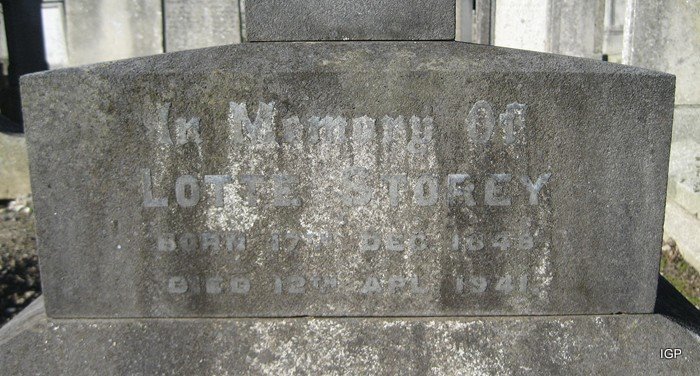 In Memory Of
LOTTE STOREY
BORN 17TH DEC. 1848
DIED 12TH APL. 1941.
IGP